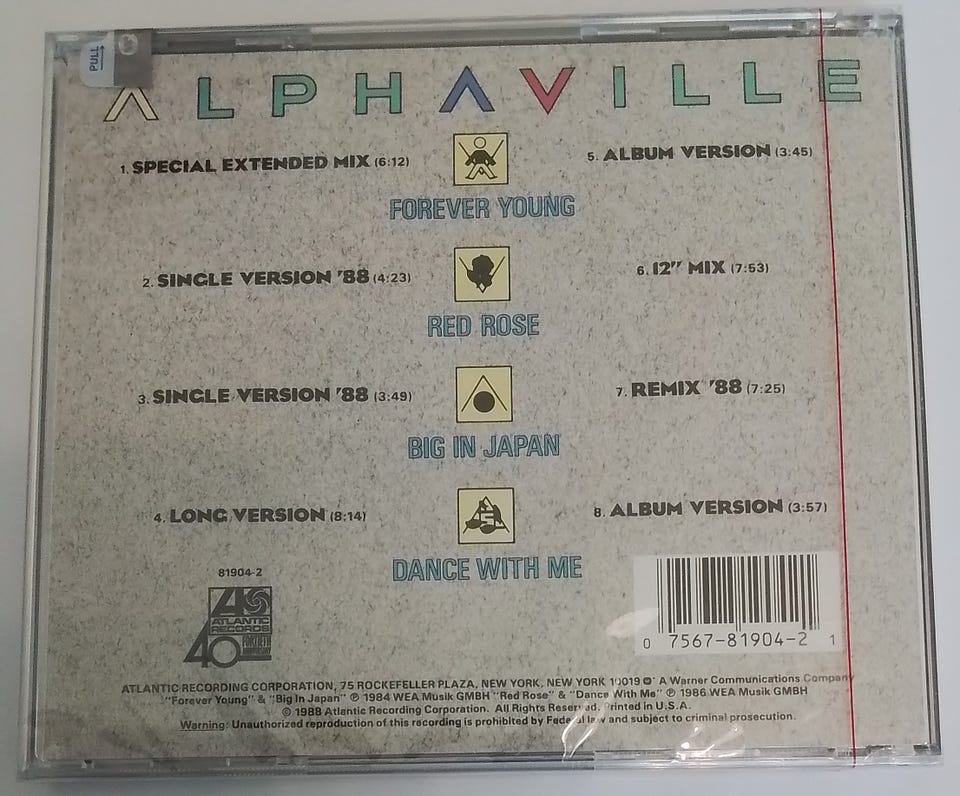 PULL
ALPHAVILLE
1. SPECIAL EXTENDED MIX (6:12)
5. ALBUM VERSION (3:45)
FOREVER YOUNG
2. SINGLE VERSION '88 (4:23)
6. 12" MIX (7:53)
RED ROSE
3. SINGLE VERSION '88 (3:49)
7. REMIX '88 (7:25)
BIG IN JAPAN
4. LONG VERSION (8:14)
8. ALBUM VERSION (3:57)
DANCE WITH ME
81904-2
ATLANTIC
RECORDS
40 FORTIETH
ANNIVERSARY
0 7567-81904-2 1
ATLANTIC RECORDING CORPORATION, 75 ROCKEFELLER PLAZA, NEW YORK, NEW YORK 10019 A Warner Communications Company
"Forever Young" & "Big In Japan" ℗ 1984 WEA Musik GMBH "Red Rose" & "Dance With Me" ℗ 1986 WEA Musik GMBH
© 1988 Atlantic Recording Corporation. All Rights Reserved. Printed in U.S.A.
Warning: Unauthorized reproduction of this recording is prohibited by Federal law and subject to criminal prosecution.